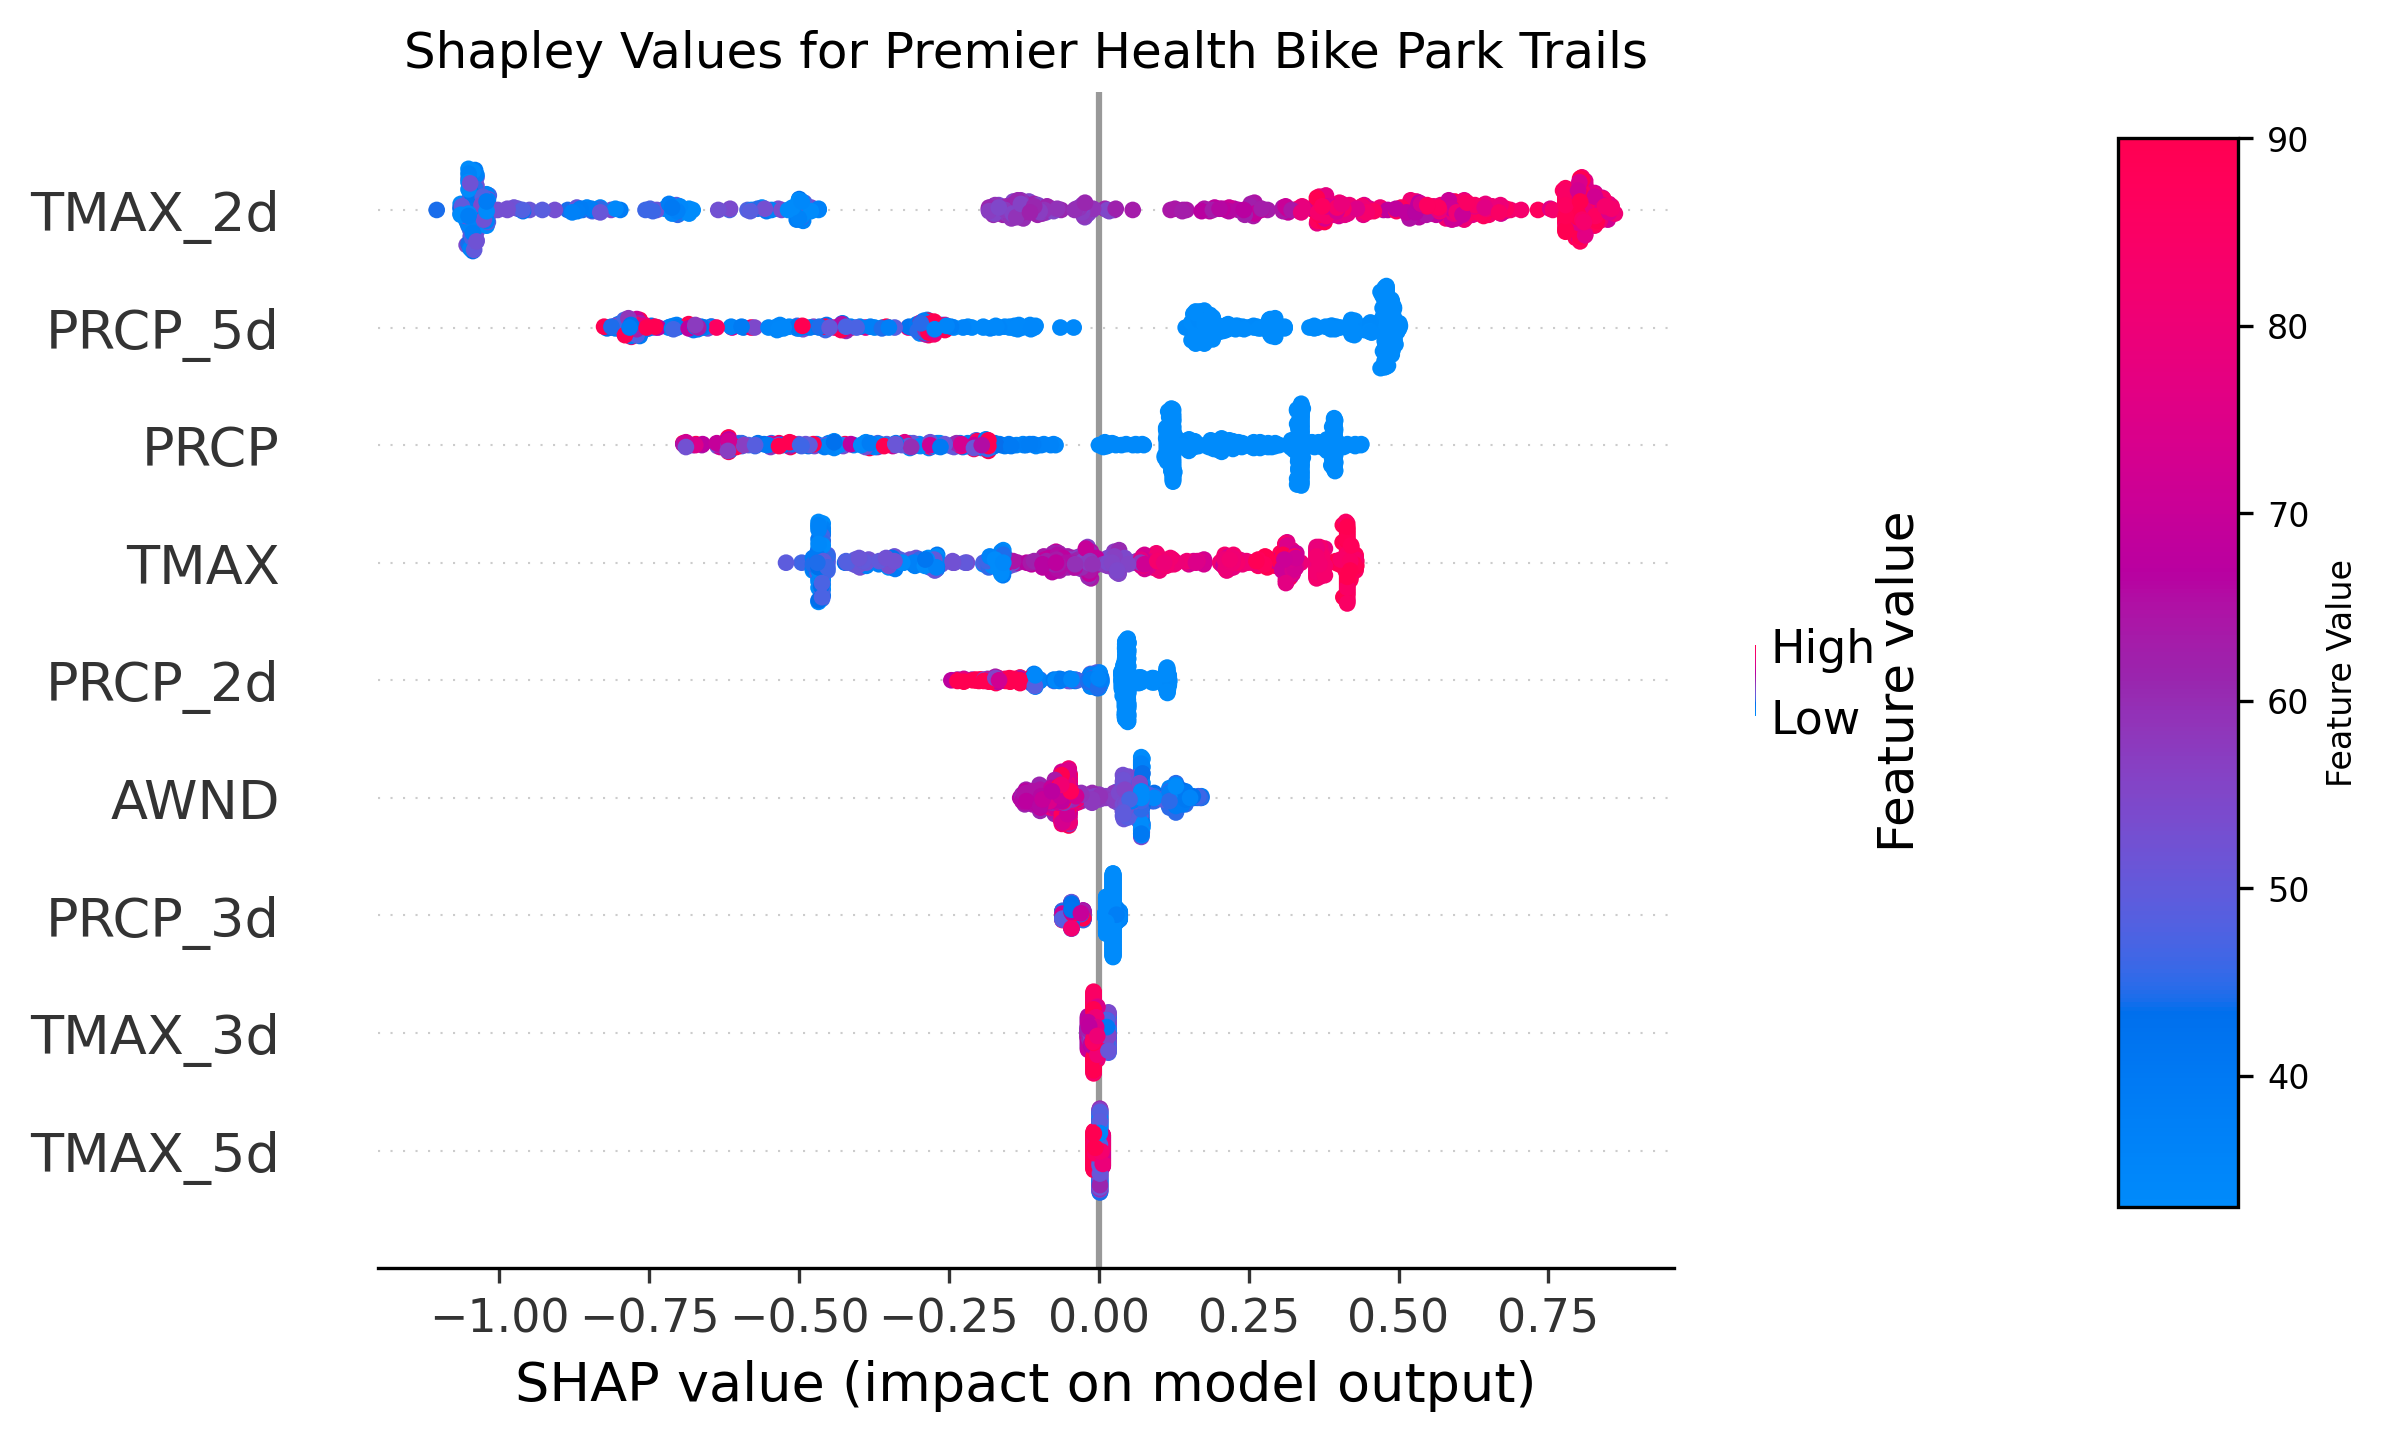 Shapley Values for Premier Health Bike Park Trails
TMAX_2d
PRCP_5d
PRCP
TMAX
PRCP_2d
AWND
PRCP_3d
TMAX_3d
TMAX_5d
−1.00 −0.75 −0.50 −0.25 0.00 0.25 0.50 0.75
SHAP value (impact on model output)
High
Low
Feature value
90
80
70
60
50
40
Feature Value